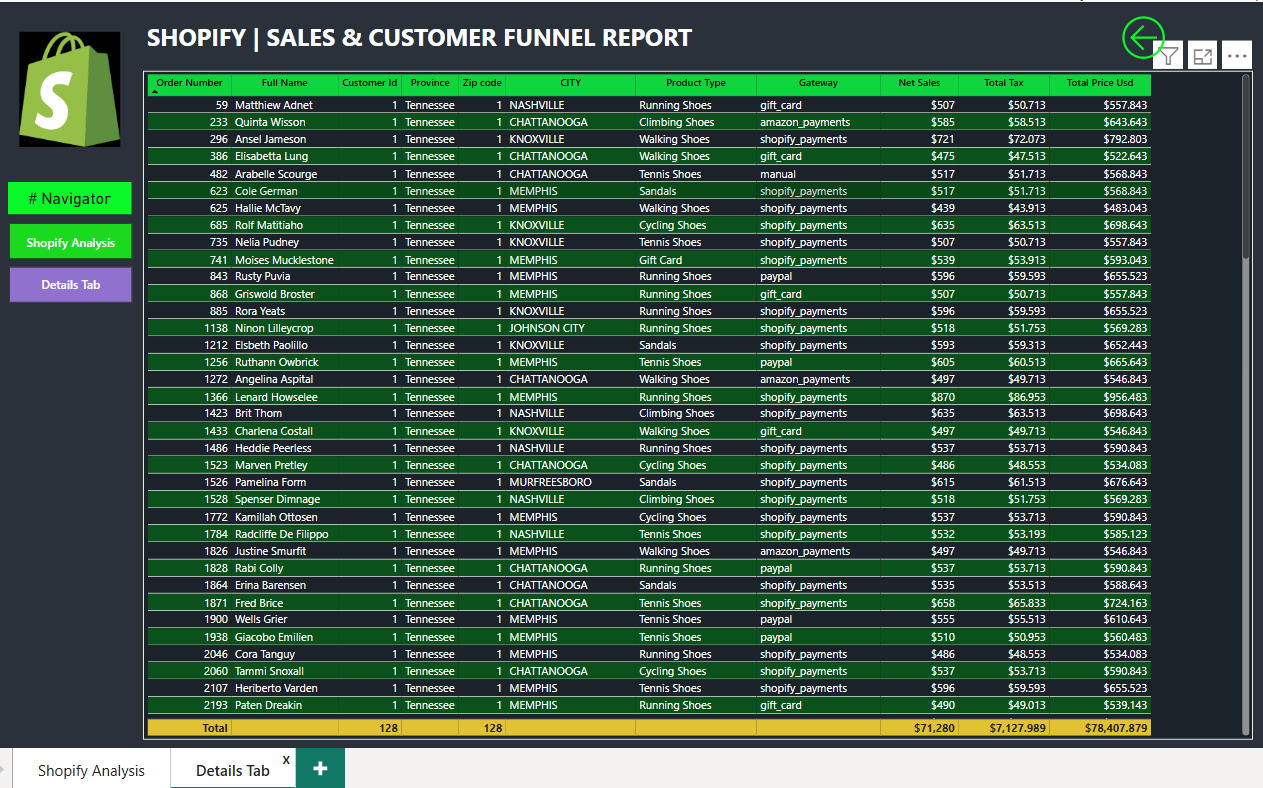 SHOPIFY | SALES & CUSTOMER FUNNEL REPORT
S
# Navigator
Shopify Analysis
Details Tab
Order Number Full Name Customer Id Province Zip code CITY Product Type Gateway Net Sales Total Tax Total Price Usd
59 Matthiew Adnet 1 Tennessee 1 NASHVILLE Running Shoes gift_card $507 $50.713 $557.843
233 Quinta Wisson 1 Tennessee 1 CHATTANOOGA Climbing Shoes amazon_payments $585 $58.513 $643.643
296 Ansel Jameson 1 Tennessee 1 KNOXVILLE Walking Shoes shopify_payments $721 $72.073 $792.803
386 Elisabetta Lung 1 Tennessee 1 CHATTANOOGA Walking Shoes gift_card $475 $47.513 $522.643
482 Arabelle Scourge 1 Tennessee 1 CHATTANOOGA Tennis Shoes manual $517 $51.713 $568.843
623 Cole German 1 Tennessee 1 MEMPHIS Sandals shopify_payments $517 $51.713 $568.843
625 Hallie McTavy 1 Tennessee 1 MEMPHIS Walking Shoes shopify_payments $439 $43.913 $483.043
685 Rolf Matitiaho 1 Tennessee 1 KNOXVILLE Cycling Shoes shopify_payments $635 $63.513 $698.643
735 Nelia Pudney 1 Tennessee 1 KNOXVILLE Tennis Shoes shopify_payments $507 $50.713 $557.843
741 Moises Mucklestone 1 Tennessee 1 MEMPHIS Gift Card shopify_payments $539 $53.913 $593.043
843 Rusty Puvia 1 Tennessee 1 MEMPHIS Running Shoes paypal $596 $59.593 $655.523
868 Griswold Broster 1 Tennessee 1 MEMPHIS Running Shoes gift_card $507 $50.713 $557.843
885 Rora Yeats 1 Tennessee 1 KNOXVILLE Running Shoes shopify_payments $596 $59.593 $655.523
1138 Ninon Lilleycrop 1 Tennessee 1 JOHNSON CITY Running Shoes shopify_payments $518 $51.753 $569.283
1212 Elsbeth Paolillo 1 Tennessee 1 KNOXVILLE Sandals shopify_payments $593 $59.313 $652.443
1256 Ruthann Owbrick 1 Tennessee 1 MEMPHIS Tennis Shoes paypal $605 $60.513 $665.643
1272 Angelina Aspital 1 Tennessee 1 CHATTANOOGA Walking Shoes amazon_payments $497 $49.713 $546.843
1366 Lenard Howselee 1 Tennessee 1 MEMPHIS Running Shoes shopify_payments $870 $86.953 $956.483
1423 Brit Thom 1 Tennessee 1 NASHVILLE Climbing Shoes shopify_payments $635 $63.513 $698.643
1433 Charlena Costall 1 Tennessee 1 KNOXVILLE Walking Shoes gift_card $497 $49.713 $546.843
1486 Heddie Peerless 1 Tennessee 1 NASHVILLE Running Shoes shopify_payments $537 $53.713 $590.843
1523 Marven Pretley 1 Tennessee 1 CHATTANOOGA Cycling Shoes shopify_payments $486 $48.553 $534.083
1526 Pamelina Form 1 Tennessee 1 MURFREESBORO Sandals shopify_payments $615 $61.513 $676.643
1528 Spenser Dimnage 1 Tennessee 1 NASHVILLE Climbing Shoes shopify_payments $518 $51.753 $569.283
1772 Kamillah Ottosen 1 Tennessee 1 MEMPHIS Cycling Shoes shopify_payments $537 $53.713 $590.843
1784 Radcliffe De Filippo 1 Tennessee 1 NASHVILLE Tennis Shoes shopify_payments $532 $53.193 $585.123
1826 Justine Smurfit 1 Tennessee 1 MEMPHIS Walking Shoes amazon_payments $497 $49.713 $546.843
1828 Rabi Colly 1 Tennessee 1 CHATTANOOGA Running Shoes paypal $537 $53.713 $590.843
1864 Erina Barensen 1 Tennessee 1 CHATTANOOGA Sandals shopify_payments $535 $53.513 $588.643
1871 Fred Brice 1 Tennessee 1 CHATTANOOGA Tennis Shoes shopify_payments $658 $65.833 $724.163
1900 Wells Grier 1 Tennessee 1 MEMPHIS Tennis Shoes paypal $555 $55.513 $610.643
1938 Giacobo Emilien 1 Tennessee 1 MEMPHIS Tennis Shoes paypal $510 $50.953 $560.483
2046 Cora Tanguy 1 Tennessee 1 MEMPHIS Running Shoes shopify_payments $486 $48.553 $534.083
2060 Tammi Snoxall 1 Tennessee 1 CHATTANOOGA Cycling Shoes shopify_payments $537 $53.713 $590.843
2107 Heriberto Varden 1 Tennessee 1 MEMPHIS Tennis Shoes shopify_payments $596 $59.593 $655.523
2193 Paten Dreakin 1 Tennessee 1 MEMPHIS Running Shoes gift_card $490 $49.013 $539.143
Total 128 128 $71,280 $7,127.989 $78,407.879
Shopify Analysis
Details Tab
x
+